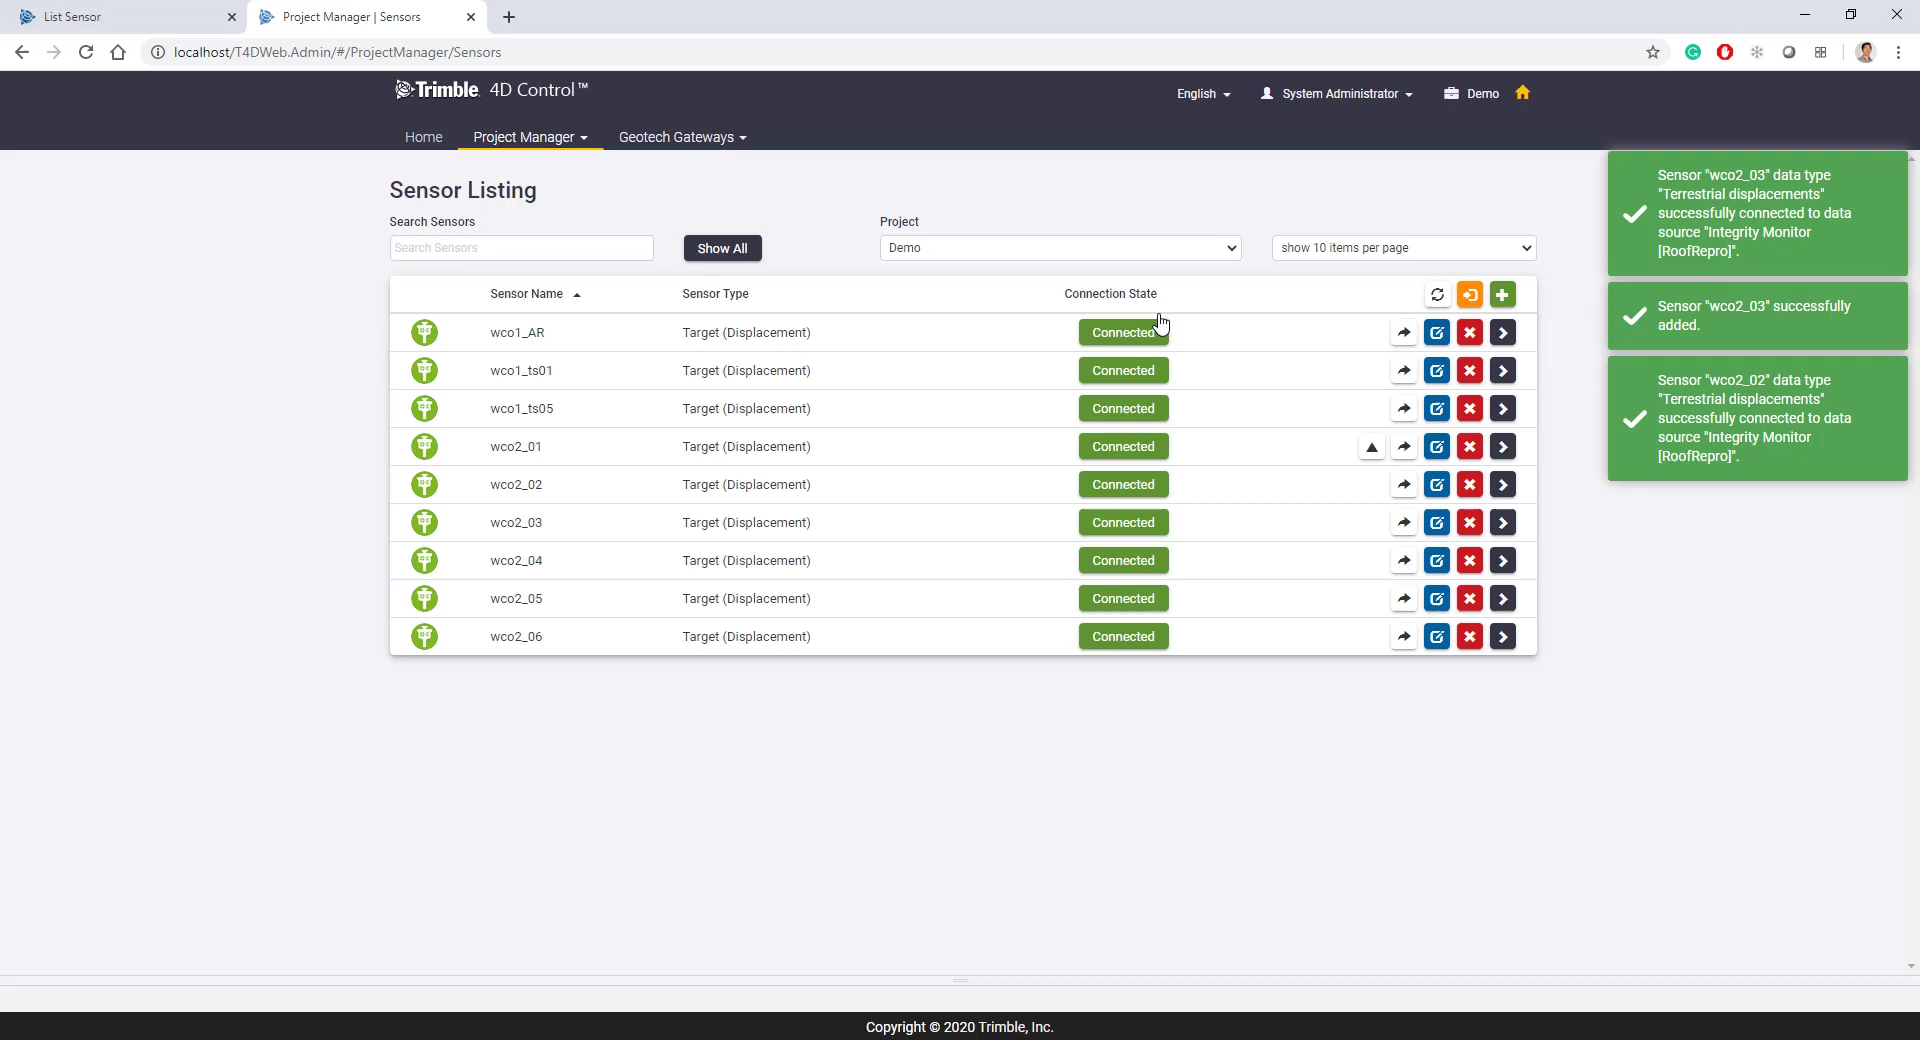 List Sensor
Project Manager | Sensors
localhost/T4DWeb.Admin/#/ProjectManager/Sensors
Trimble. 4D Control™
English
System Administrator
Demo
Home
Project Manager
Geotech Gateways
Sensor Listing
Search Sensors
Project
Search Sensors
Show All
Demo
show 10 items per page
Sensor Name
Sensor Type
Connection State
wco1_AR Target (Displacement) Connected
wco1_ts01 Target (Displacement) Connected
wco1_ts05 Target (Displacement) Connected
wco2_01 Target (Displacement) Connected
wco2_02 Target (Displacement) Connected
wco2_03 Target (Displacement) Connected
wco2_04 Target (Displacement) Connected
wco2_05 Target (Displacement) Connected
wco2_06 Target (Displacement) Connected
Sensor "wco2_03" data type
"Terrestrial displacements"
successfully connected to data
source "Integrity Monitor
[RoofRepro]".
Sensor "wco2_03" successfully
added.
Sensor "wco2_02" data type
"Terrestrial displacements"
successfully connected to data
source "Integrity Monitor
[RoofRepro]".
Copyright © 2020 Trimble, Inc.